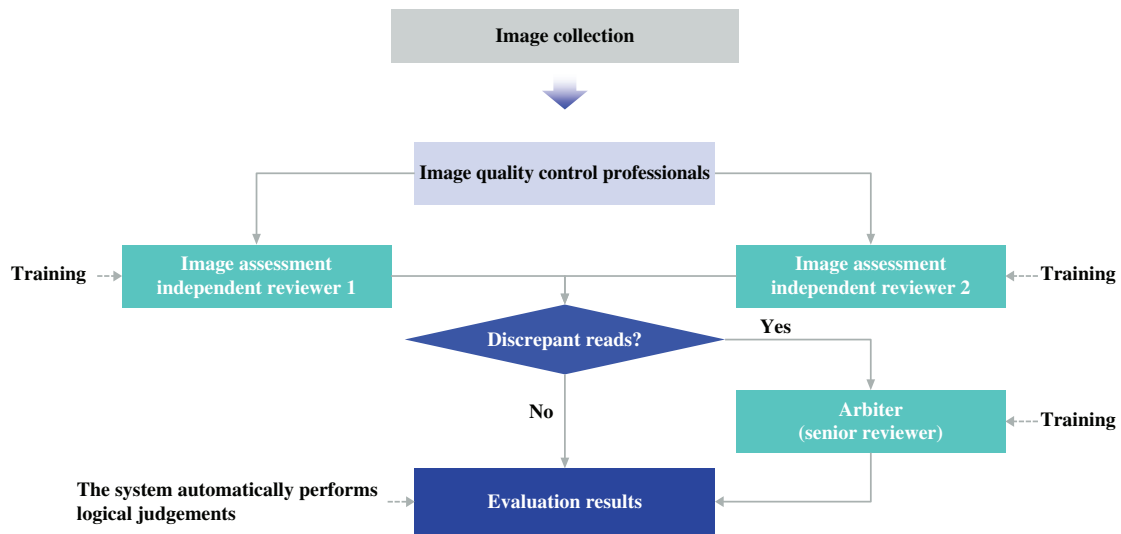 Image collection
Image quality control professionals
Training
Image assessment
independent reviewer 1
Image assessment
independent reviewer 2
Training
Discrepant reads?
Yes
No
Arbiter
(senior reviewer)
Training
The system automatically performs
logical judgements
Evaluation results